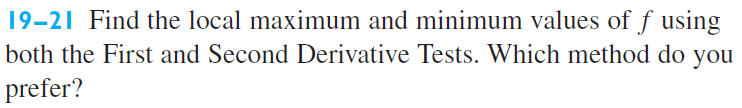 19–21 Find the local maximum and minimum values of f using
both the First and Second Derivative Tests. Which method do you
prefer?